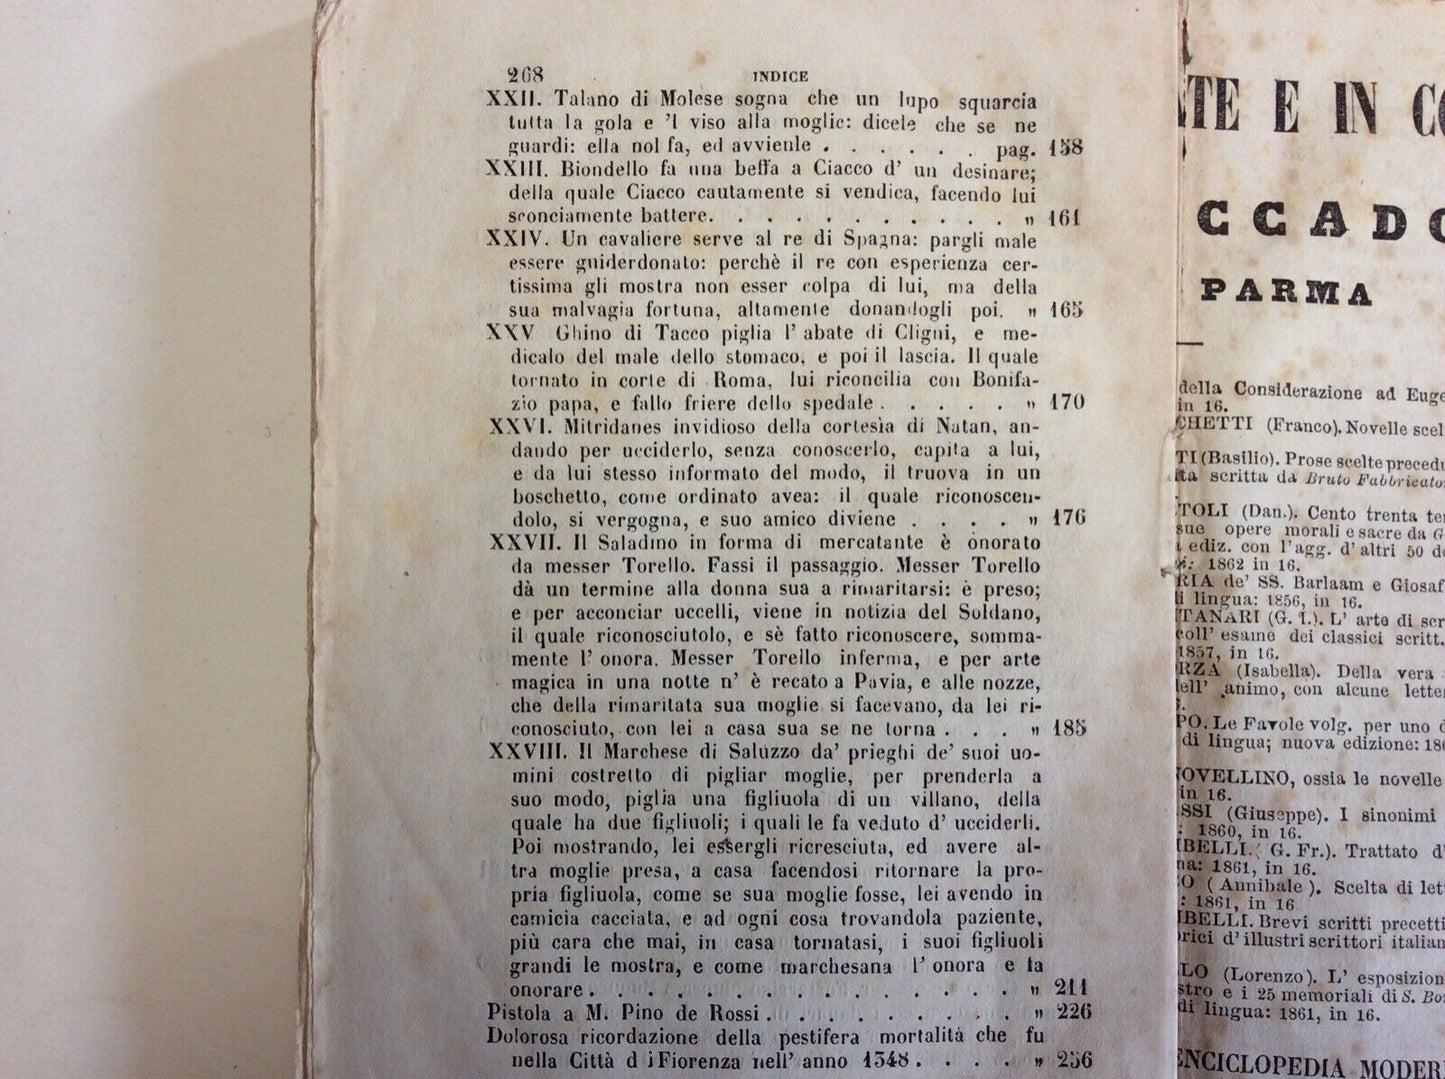 268 INDICE
XXII. Talano di Molese sogna che un lupo squarcia
tutta la gola e 'l viso alla moglie: dicele che se ne
guardi: ella nol fa, ed avvienle . . . . . . pag. 158
XXIII. Biondello fa una beffa a Ciacco d' un desinare;
della quale Ciacco cautamente si vendica, facendo lui
sconciamente battere. . . . . . . . . . . " 161
XXIV. Un cavaliere serve al re di Spagna: pargli male
essere guiderdonato: perchè il re con esperienza cer-
tissima gli mostra non esser colpa di lui, ma della
sua malvagia fortuna, altamente donandogli poi. " 165
XXV Ghino di Tacco piglia l' abate di Cligni, e me-
dicalo del male dello stomaco, e poi il lascia. Il quale
tornato in corte di Roma, lui riconcilia con Bonifa-
zio papa, e fallo friere dello spedale . . . . . " 170
XXVI. Mitridanes invidioso della cortesia di Natan, an-
dando per ucciderlo, senza conoscerlo, capita a lui,
e da lui stesso informato del modo, il truova in un
boschetto, come ordinato avea: il quale riconoscen-
dolo, si vergogna, e suo amico diviene . . . . " 176
XXVII. Il Saladino in forma di mercatante è onorato
da messer Torello. Fassi il passaggio. Messer Torello
dà un termine alla donna sua a rimaritarsi: è preso;
e per acconciar uccelli, viene in notizia del Soldano,
il quale riconosciutolo, e sè fatto riconoscere, somma-
mente l' onora. Messer Torello inferma, e per arte
magica in una notte n' è recato a Pavia, e alle nozze,
che della rimaritata sua moglie si facevano, da lei ri-
conosciuto, con lei a casa sua se ne torna . . . " 185
XXVIII. Il Marchese di Saluzzo da' prieghi de' suoi uo-
mini costretto di pigliar moglie, per prenderla a
suo modo, piglia una figliuola di un villano, della
quale ha due figliuoli; i quali le fa veduto d' ucciderli.
Poi mostrando, lei essergli ricresciuta, ed avere al-
tra moglie presa, a casa facendosi ritornare la pro-
pria figliuola, come se sua moglie fosse, lei avendo in
camicia cacciata, e ad ogni cosa trovandola paziente,
più cara che mai, in casa tornatasi, i suoi figliuoli
grandi le mostra, e come marchesana l' onora e fa
onorare . . . . . . . . . . . . . . " 211
Pistola a M. Pino de Rossi . . . . . . . . . " 226
Dolorosa ricordazione della pestifera mortalità che fu
nella Città d i Fiorenza nell' anno 1348 . . . . " 256
TE E IN CO
CCADO
PARMA
della Considerazione ad Euge
in 16.
CHETTI (Franco). Novelle scel
TI (Basilio). Prose scelte precedu
ta scritta da Bruto Fabbricato
TOLI (Dan.). Cento trenta te
sue opere morali e sacre da G
ediz. con l'agg. d' altri 50 d
1862 in 16.
RIA de' SS. Barlaam e Giosaf
i lingua: 1856, in 16.
TANARI (G. I.). L' arte di scr
coll' esame dei classici scritt.
1857, in 16.
RZA (Isabella). Della vera
dell' animo, con alcune letter
PO. Le Favole volg. per uno d
di lingua; nuova edizione: 18
NOVELLINO, ossia le novelle
in 16.
SSI (Giuseppe). I sinonimi
: 1860, in 16.
BELLI. ( G. Fr.). Trattato d'
na: 1861, in 16.
O ( Annibale ). Scelta di let
: 1861, in 16
BELLI. Brevi scritti precetti
rici d' illustri scrittori italian
LO (Lorenzo). L' esposizion
stro e i 25 memoriali di S. Bo
di lingua: 1861, in 16.
ENCICLOPEDIA MODER